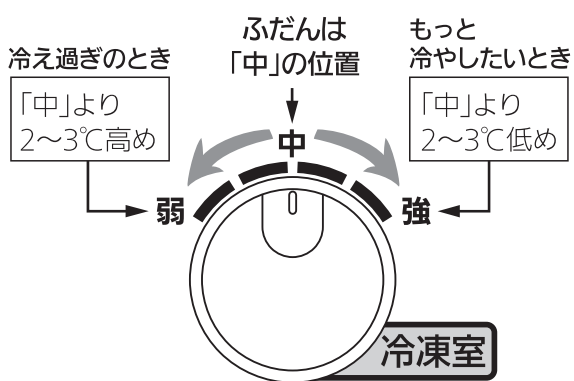 冷え過ぎのとき
「中」より
2〜3℃高め
ふだんは
「中」の位置
もっと
冷やしたいとき
「中」より
2〜3℃低め
弱
中
強
冷凍室